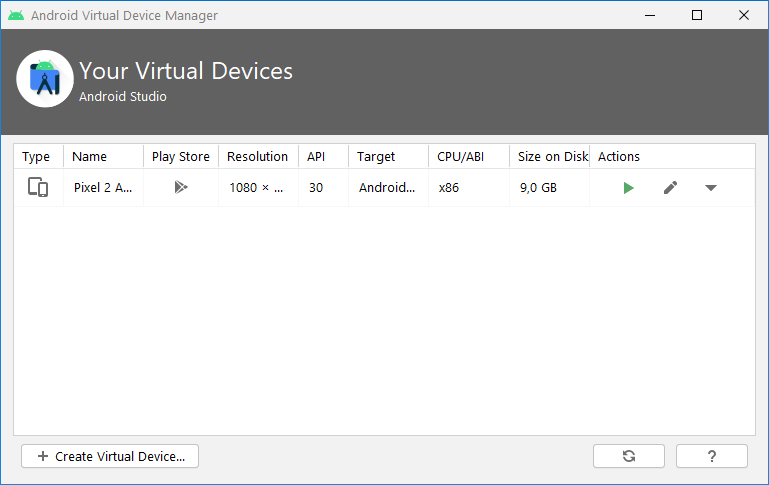 Android Virtual Device Manager
Your Virtual Devices
Android Studio
Type Name Play Store Resolution API Target CPU/ABI Size on Disk Actions
Pixel 2 A... 1080 × ... 30 Android... x86 9,0 GB
+ Create Virtual Device... ?